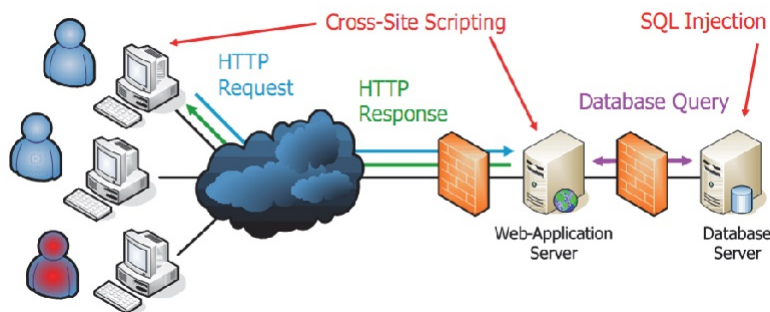 Cross-Site Scripting
SQL Injection
HTTP
Request
HTTP
Response
Database Query
Web-Application
Server
Database
Server